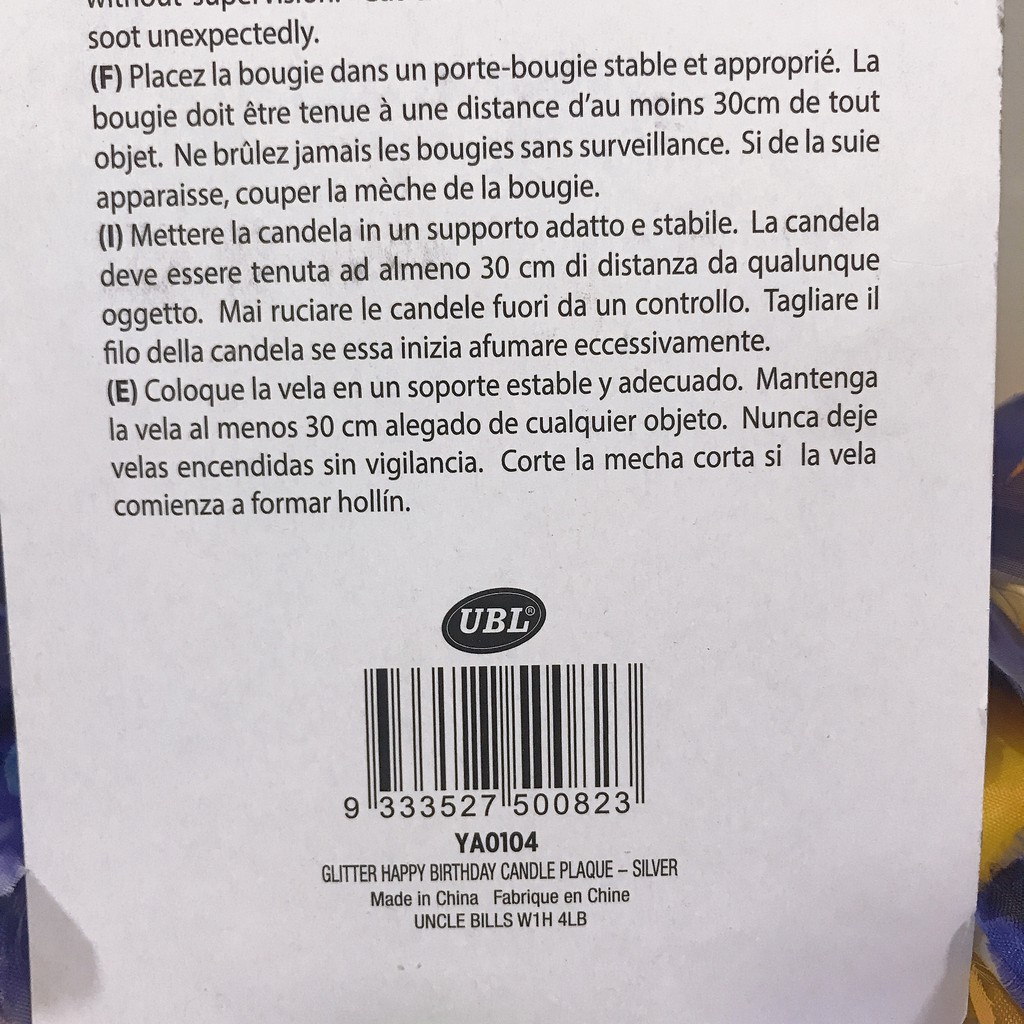 without supervision.
soot unexpectedly.
(F) Placez la bougie dans un porte-bougie stable et approprié. La
bougie doit être tenue à une distance d'au moins 30cm de tout
objet. Ne brûlez jamais les bougies sans surveillance. Si de la suie
apparaisse, couper la mèche de la bougie.
(I) Mettere la candela in un supporto adatto e stabile. La candela
deve essere tenuta ad almeno 30 cm di distanza da qualunque
oggetto. Mai ruciare le candele fuori da un controllo. Tagliare il
filo della candela se essa inizia afumare eccessivamente.
(E) Coloque la vela en un soporte estable y adecuado. Mantenga
la vela al menos 30 cm alegado de cualquier objeto. Nunca deje
velas encendidas sin vigilancia. Corte la mecha corta si la vela
comienza a formar hollín.
UBL®
9 333527 500823
YA0104
GLITTER HAPPY BIRTHDAY CANDLE PLAQUE – SILVER
Made in China Fabrique en Chine
UNCLE BILLS W1H 4LB